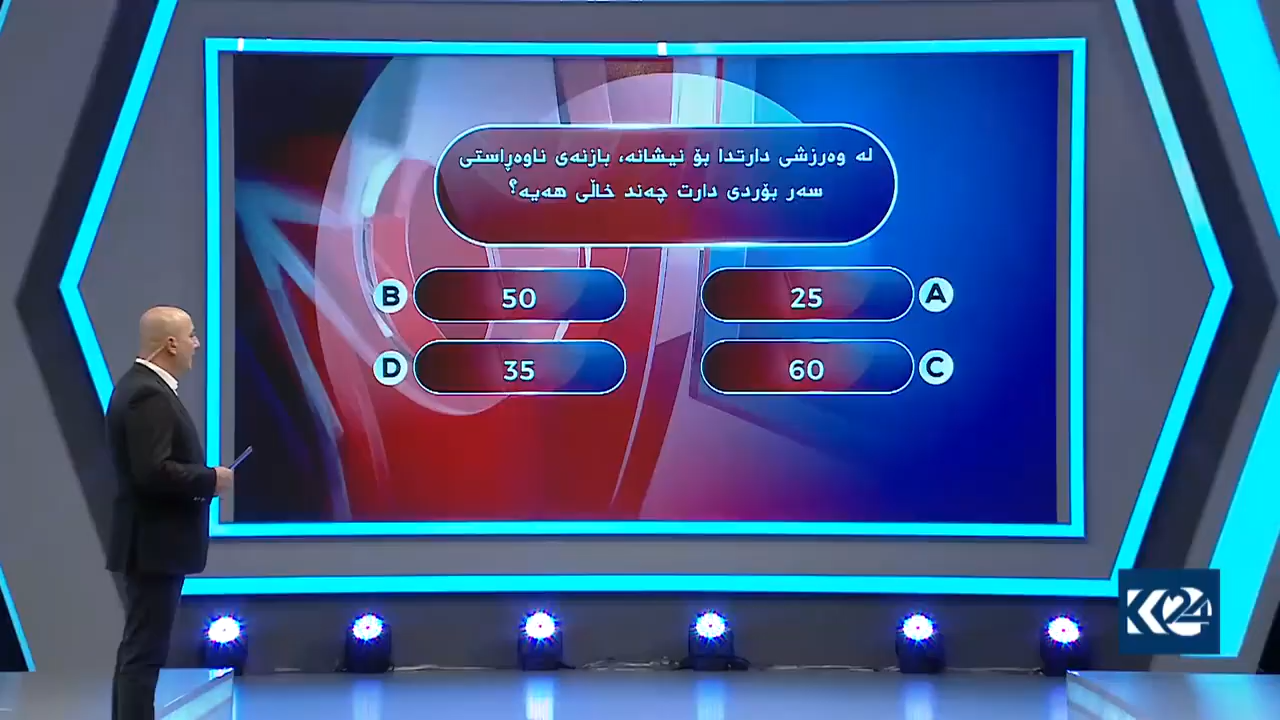 لە وەرزشی دارتدا بۆ نیشانە، بازنەی ناوەڕاستی
سەر بۆردی دارت چەند خاڵی هەیە؟
25 A
50 B
60 C
35 D
K24